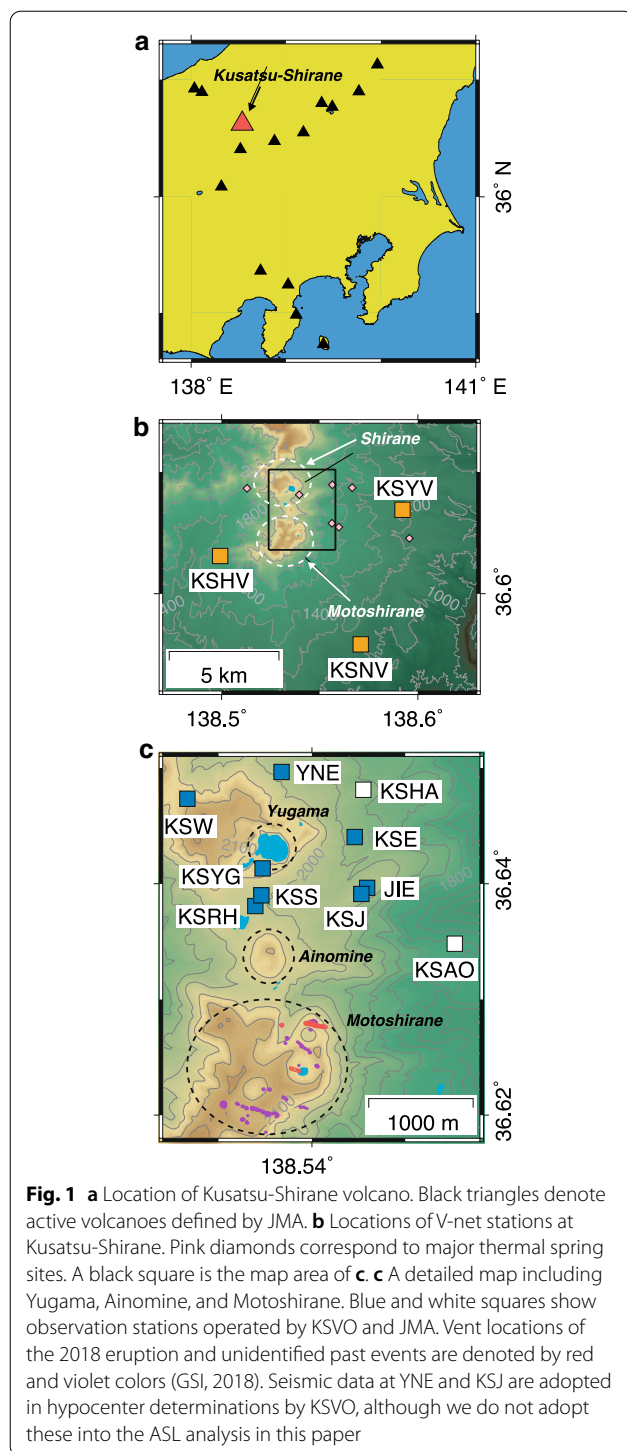 a
Kusatsu-Shirane
36° N
138° E
141° E
b
Shirane
1800
KSYV
KSHV
1400
1000
36.6
Motoshirane
KSNV
5 km
138.5°
138.6°
c
YNE
KSHA
KSW
Yugama
KSE
2100
2000
1800
KSYG
36.64
KSS
JIE
KSRH
KSJ
KSAO
Ainomine
Motoshirane
1000 m
36.62
138.54°
Fig. 1 a Location of Kusatsu-Shirane volcano. Black triangles denote
active volcanoes defined by JMA. b Locations of V-net stations at
Kusatsu-Shirane. Pink diamonds correspond to major thermal spring
sites. A black square is the map area of c. c A detailed map including
Yugama, Ainomine, and Motoshirane. Blue and white squares show
observation stations operated by KSVO and JMA. Vent locations of
the 2018 eruption and unidentified past events are denoted by red
and violet colors (GSI, 2018). Seismic data at YNE and KSJ are adopted
in hypocenter determinations by KSVO, although we do not adopt
these into the ASL analysis in this paper